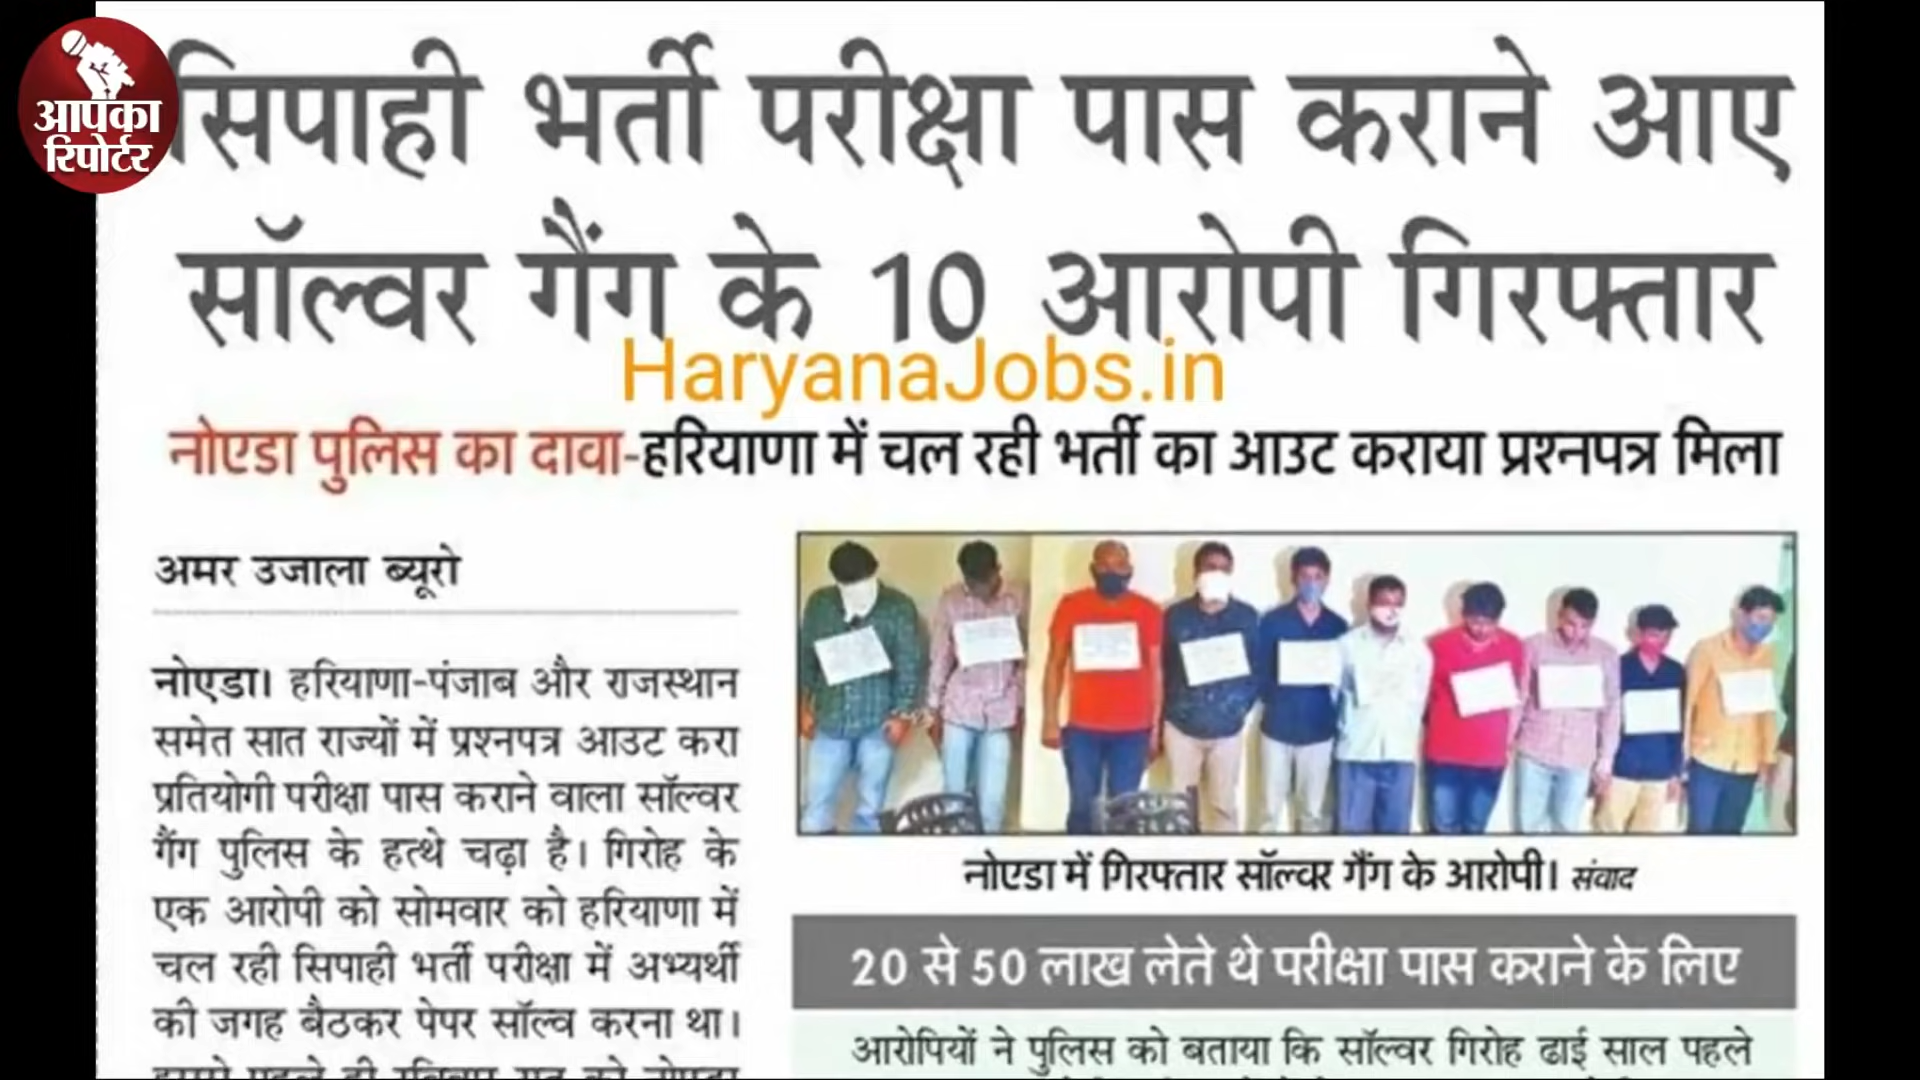 आपका
रिपोर्टर
सिपाही भर्ती परीक्षा पास कराने आए
सॉल्वर गैंग के 10 आरोपी गिरफ्तार
HaryanaJobs.in
नोएडा पुलिस का दावा-हरियाणा में चल रही भर्ती का आउट कराया प्रश्नपत्र मिला
अमर उजाला ब्यूरो
नोएडा। हरियाणा-पंजाब और राजस्थान
समेत सात राज्यों में प्रश्नपत्र आउट करा
प्रतियोगी परीक्षा पास कराने वाला सॉल्वर
गैंग पुलिस के हत्थे चढ़ा है। गिरोह के
एक आरोपी को सोमवार को हरियाणा में
चल रही सिपाही भर्ती परीक्षा में अभ्यर्थी
की जगह बैठकर पेपर सॉल्व करना था।
नोएडा में गिरफ्तार सॉल्वर गैंग के आरोपी। संवाद
20 से 50 लाख लेते थे परीक्षा पास कराने के लिए
आरोपियों ने पुलिस को बताया कि सॉल्वर गिरोह ढाई साल पहले